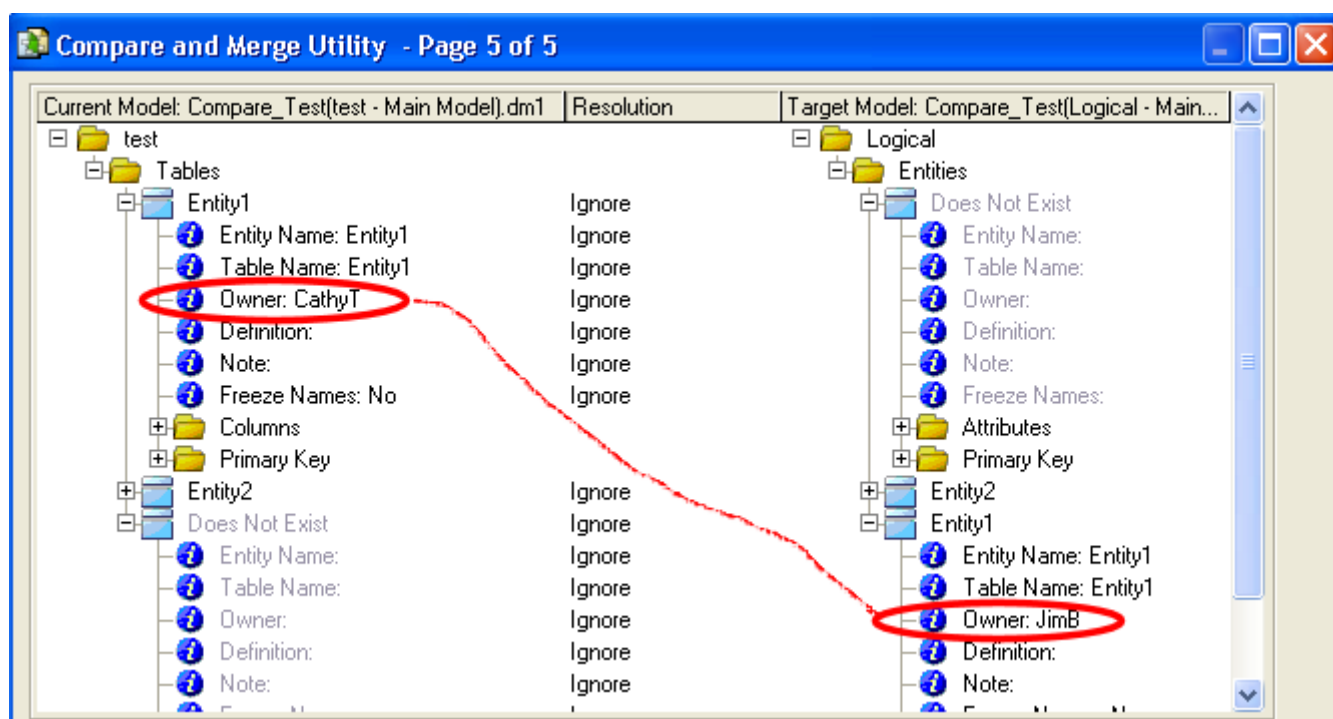 Compare and Merge Utility - Page 5 of 5
Current Model: Compare_Test(test - Main Model).dm1 Resolution Target Model: Compare_Test(Logical - Main...
test Logical
Tables Entities
Entity1 Ignore Does Not Exist
Entity Name: Entity1 Ignore Entity Name:
Table Name: Entity1 Ignore Table Name:
Owner: CathyT Ignore Owner:
Definition: Ignore Definition:
Note: Ignore Note:
Freeze Names: No Ignore Freeze Names:
Columns Attributes
Primary Key Primary Key
Entity2 Ignore Entity2
Does Not Exist Ignore Entity1
Entity Name: Ignore Entity Name: Entity1
Table Name: Ignore Table Name: Entity1
Owner: Ignore Owner: JimB
Definition: Ignore Definition:
Note: Ignore Note: